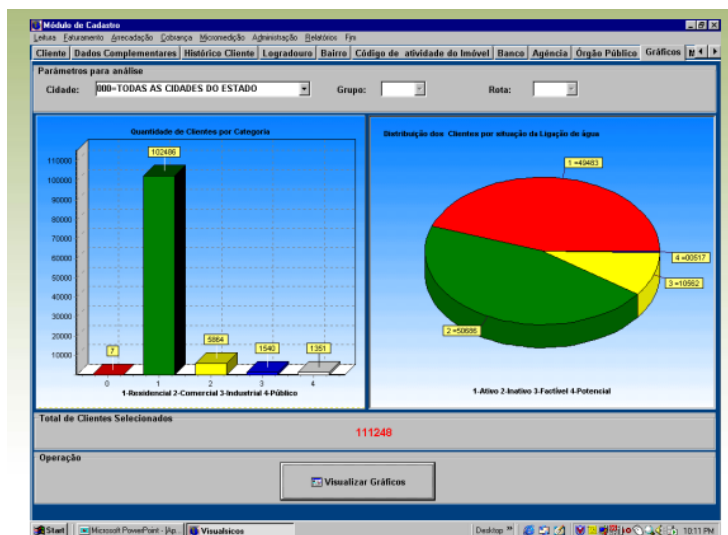 Módulo de Cadastro
Leitura Faturamento Arrecadação Cobrança Micromedição Administração Relatórios Fim
Cliente Dados Complementares Histórico Cliente Logradouro Bairro Código de atividade do Imóvel Banco Agência Órgão Público Gráficos
Parâmetros para análise
Cidade: 000=TODAS AS CIDADES DO ESTADO Grupo: Rota:
Quantidade de Clientes por Categoria
110000
100000
90000
80000
70000
60000
50000
40000
30000
20000
10000
7
102486
5864
1540
1351
0 1 2 3 4
1-Residencial 2-Comercial 3-Industrial 4-Público
Distribuição dos Clientes por situação da Ligação de água
1 =49483
4 =00517
3 =10562
2 =50686
1-Ativo 2-Inativo 3-Factível 4-Potencial
Total de Clientes Selecionados
111248
Operação
Visualizar Gráficos
Start Microsoft PowerPoint - [Ap... Visualsicos Desktop 10:11 PM